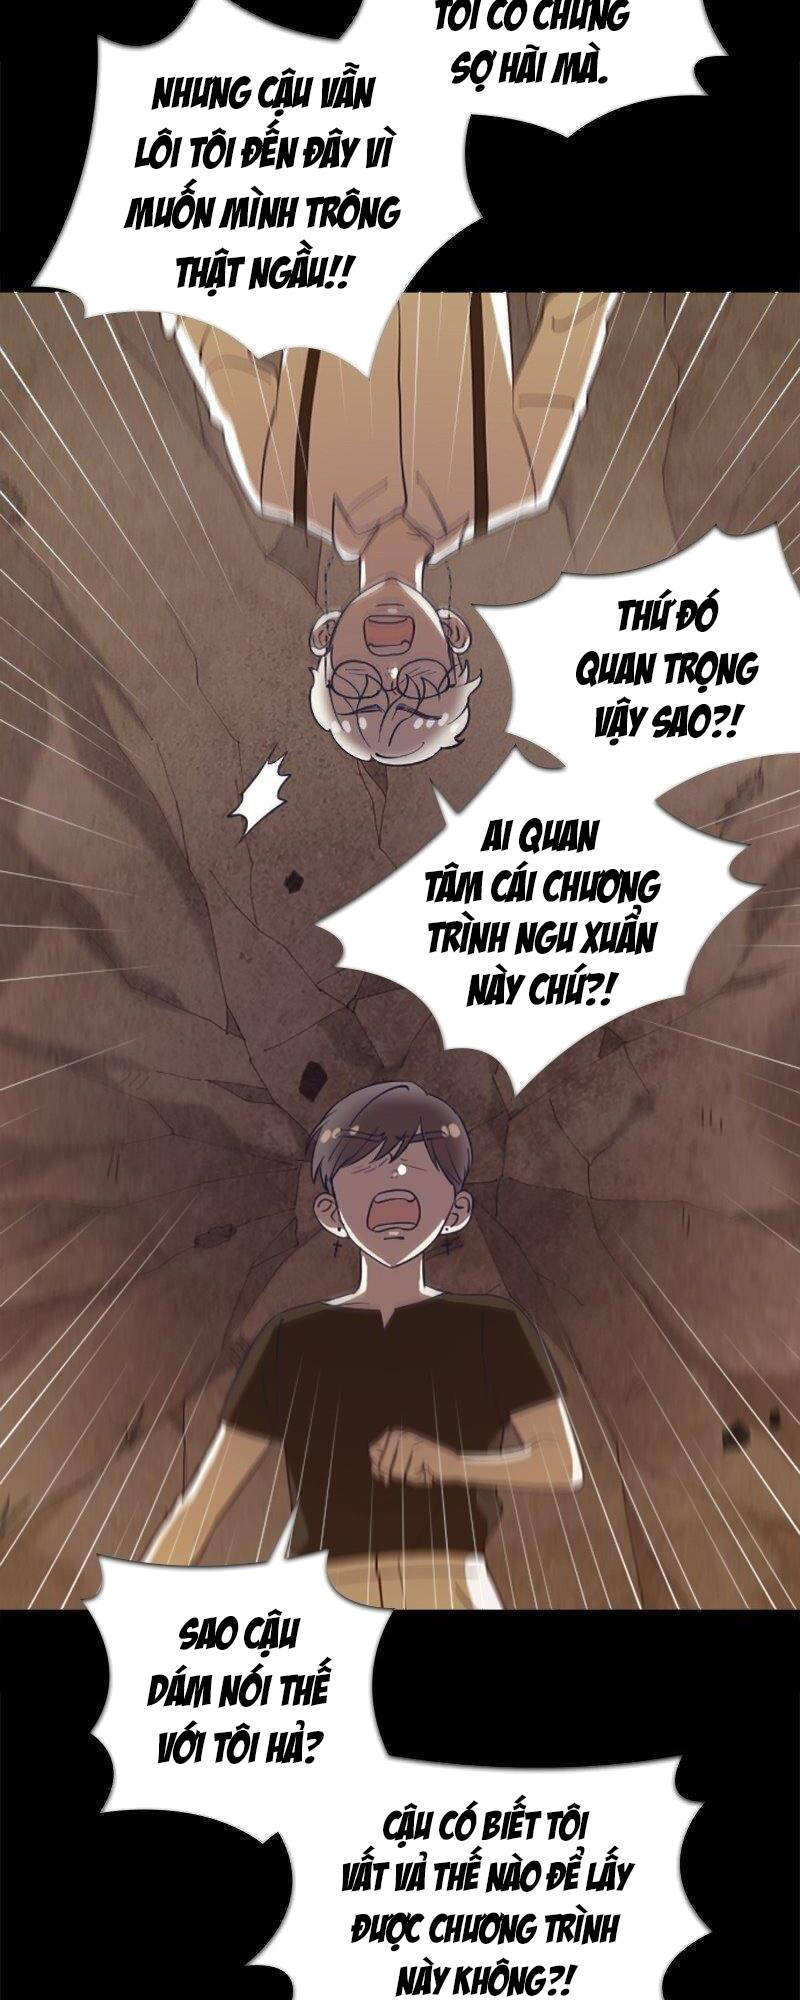 TÔI CÓ CHỨNG
SỢ HÃI MÀ.
NHƯNG CẬU VẪN
LÔI TÔI ĐẾN ĐÂY VÌ
MUỐN MÌNH TRÔNG
THẬT NGẦU!!
THỨ ĐÓ
QUAN TRỌNG
VẬY SAO?!
AI QUAN
TÂM CÁI CHƯƠNG
TRÌNH NGU XUẨN
NÀY CHỨ?!
SAO CẬU
DÁM NÓI THẾ
VỚI TÔI HẢ?
CẬU CÓ BIẾT TÔI
VẤT VẢ THẾ NÀO ĐỂ LẤY
ĐƯỢC CHƯƠNG TRÌNH
NÀY KHÔNG?!